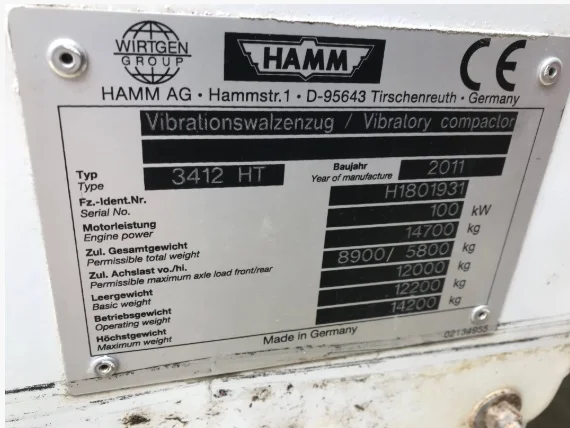 WIRTGEN
GROUP
HAMM
CE
HAMM AG • Hammstr.1 • D-95643 Tirschenreuth • Germany
Vibrationswalzenzug / Vibratory compactor
Typ
Type
3412 HT
Baujahr
Year of manufacture
2011
Fz.-Ident.Nr.
Serial No.
H1801931
Motorleistung
Engine power
100 kW
Zul. Gesamtgewicht
Permissible total weight
14700 kg
Zul. Achslast vo./hi.
Permissible maximum axle load front/rear
8900/ 5800 kg
Leergewicht
Basic weight
12000 kg
Betriebsgewicht
Operating weight
12200 kg
Höchstgewicht
Maximum weight
14200 kg
Made in Germany
02134955